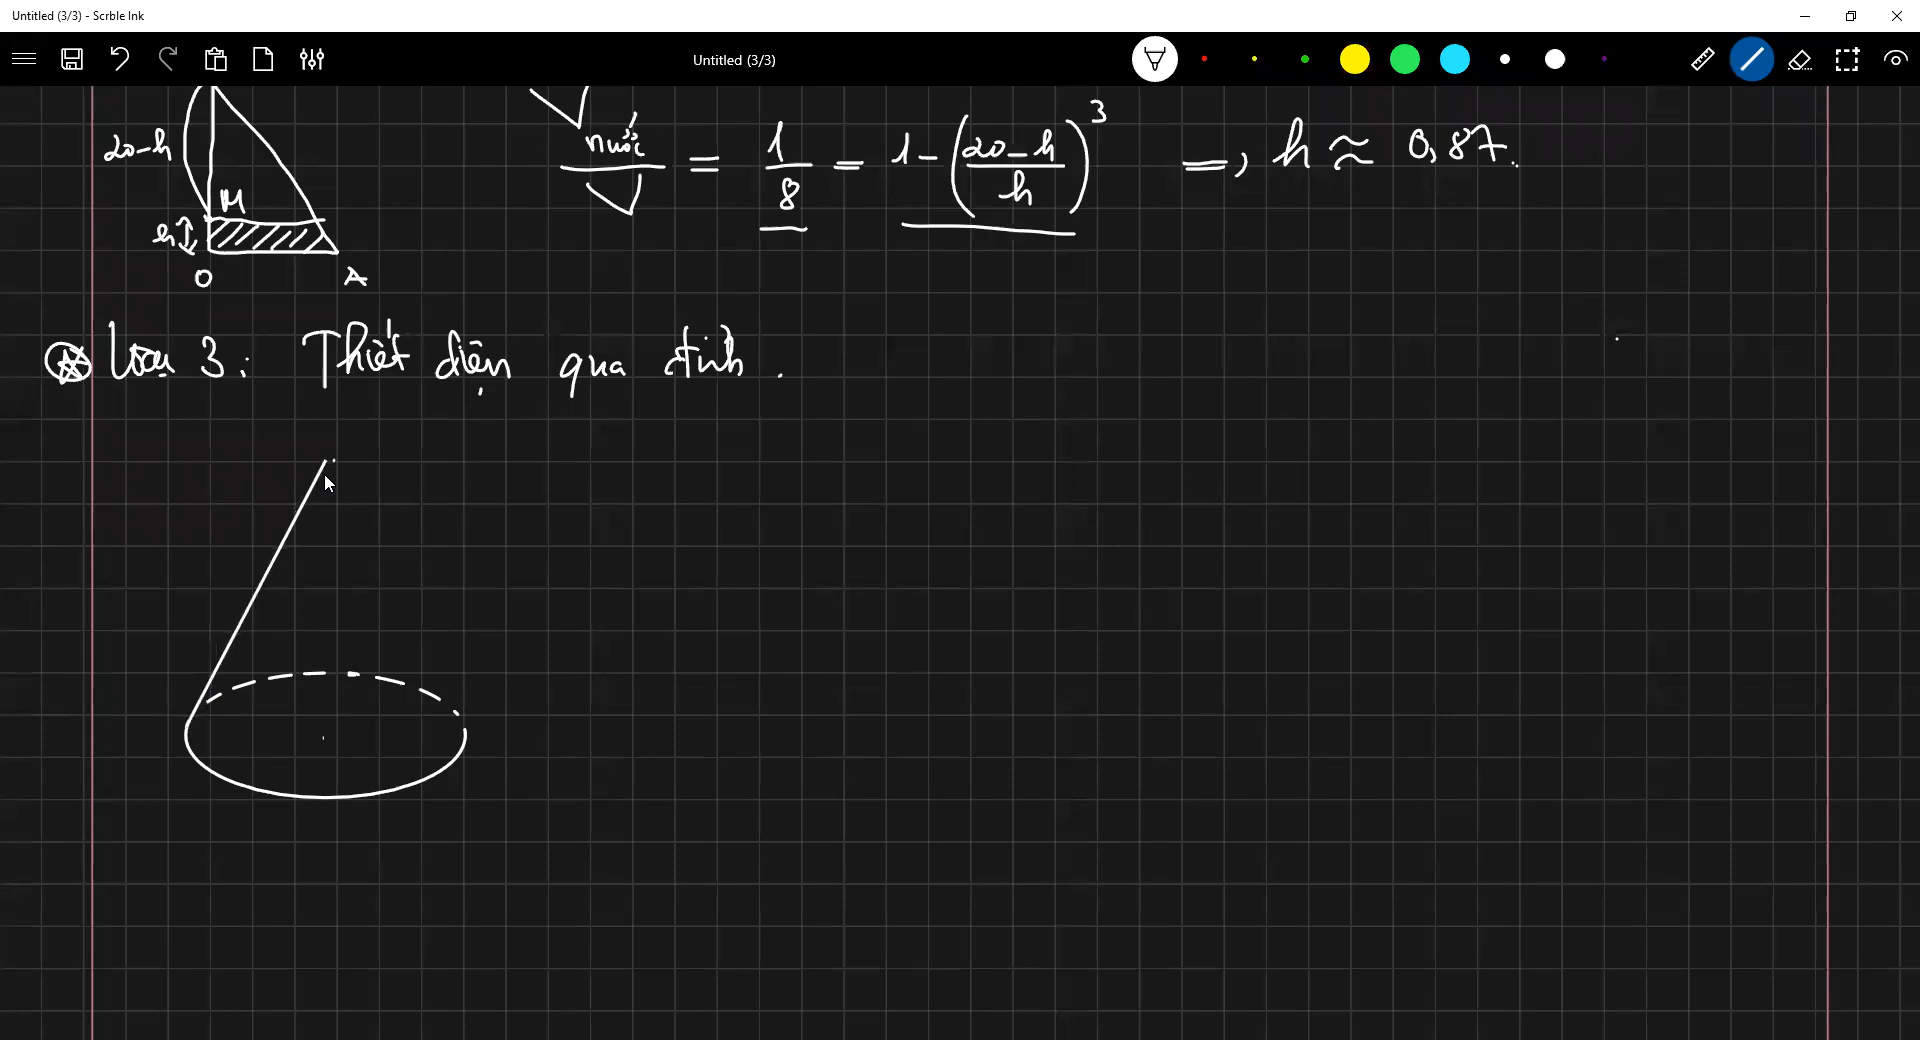 Untitled (3/3) - Scrble Ink
Untitled (3/3)
20-h
M
h
O
A
V nước / V = 1/8 = 1 - ((20-h)/h)^3 => h ≈ 0,87.
Loại 3: Thiết diện qua đỉnh.